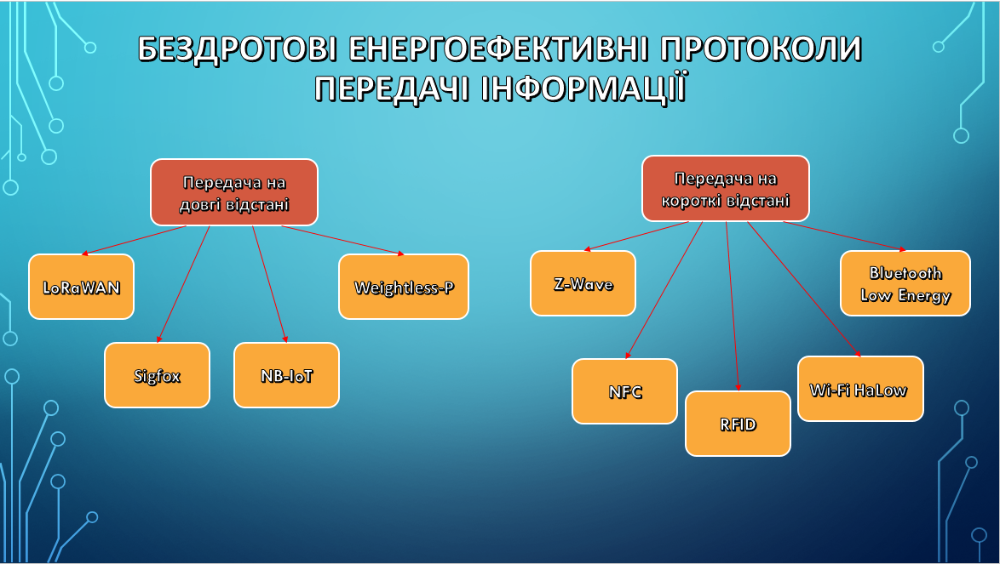 БЕЗДРОТОВІ ЕНЕРГОЕФЕКТИВНІ ПРОТОКОЛИ
ПЕРЕДАЧІ ІНФОРМАЦІЇ
Передача на
довгі відстані
LoRaWAN
Sigfox
NB-IoT
Weightless-P
Передача на
короткі відстані
Z-Wave
NFC
RFID
Wi-Fi HaLow
Bluetooth
Low Energy